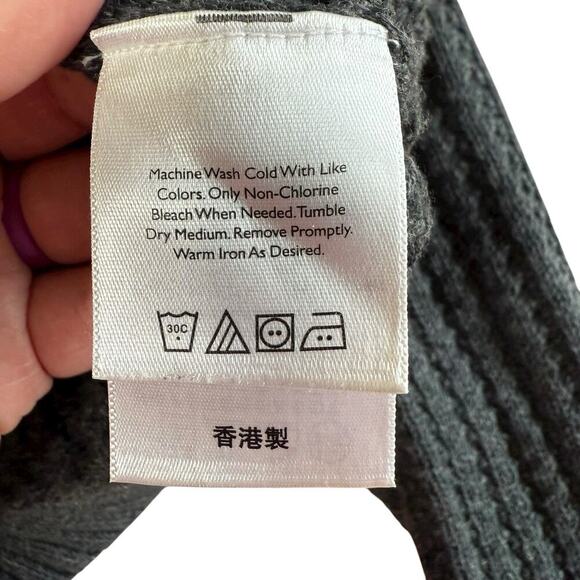 Machine Wash Cold With Like
Colors. Only Non-Chlorine
Bleach When Needed. Tumble
Dry Medium. Remove Promptly.
Warm Iron As Desired.
30C
香港製